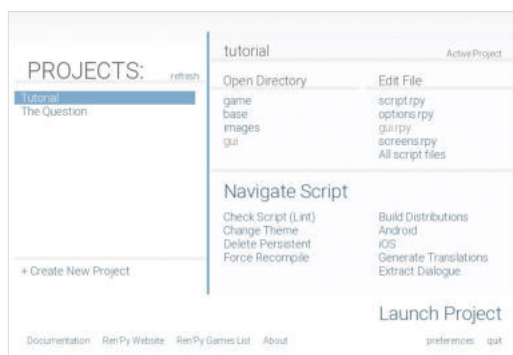 PROJECTS: refresh
Tutorial
The Question
+ Create New Project
tutorial Active Project
Open Directory
game
base
images
gui
Edit File
script.rpy
options.rpy
gui.rpy
screens.rpy
All script files
Navigate Script
Check Script (Lint)
Change Theme
Delete Persistent
Force Recompile
Build Distributions
Android
iOS
Generate Translations
Extract Dialogue
Launch Project
Documentation Ren'Py Website Ren'Py Games List About preferences quit